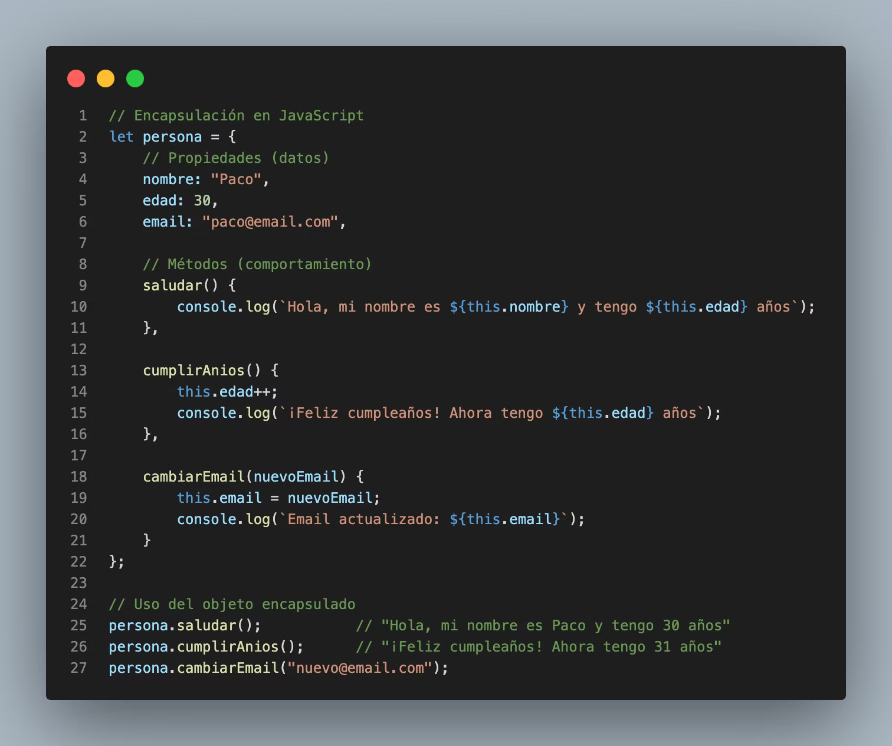 1 // Encapsulación en JavaScript
2 let persona = {
3     // Propiedades (datos)
4     nombre: "Paco",
5     edad: 30,
6     email: "paco@email.com",
7
8     // Métodos (comportamiento)
9     saludar() {
10         console.log(`Hola, mi nombre es ${this.nombre} y tengo ${this.edad} años`);
11     },
12
13     cumplirAnios() {
14         this.edad++;
15         console.log(`¡Feliz cumpleaños! Ahora tengo ${this.edad} años`);
16     },
17
18     cambiarEmail(nuevoEmail) {
19         this.email = nuevoEmail;
20         console.log(`Email actualizado: ${this.email}`);
21     }
22 };
23
24 // Uso del objeto encapsulado
25 persona.saludar();           // "Hola, mi nombre es Paco y tengo 30 años"
26 persona.cumplirAnios();      // "¡Feliz cumpleaños! Ahora tengo 31 años"
27 persona.cambiarEmail("nuevo@email.com");